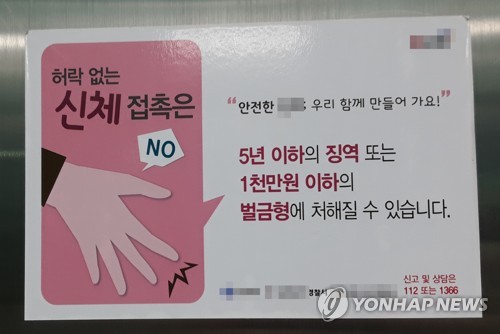 허락 없는
신체 접촉은
NO
“안전한 우리 함께 만들어 가요!”
5년 이하의 징역 또는
1천만원 이하의
벌금형에 처해질 수 있습니다.
경찰서
신고 및 상담은
112 또는 1366
YONHAP NEWS